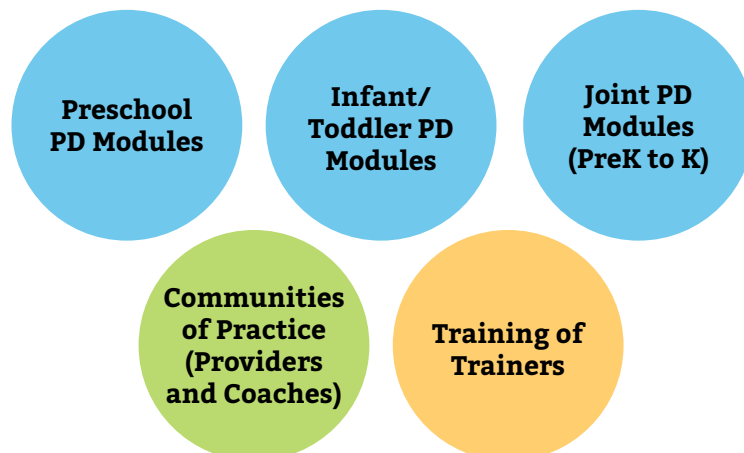 Preschool
PD Modules
Infant/
Toddler PD
Modules
Joint PD
Modules
(PreK to K)
Communities
of Practice
(Providers
and Coaches)
Training of
Trainers